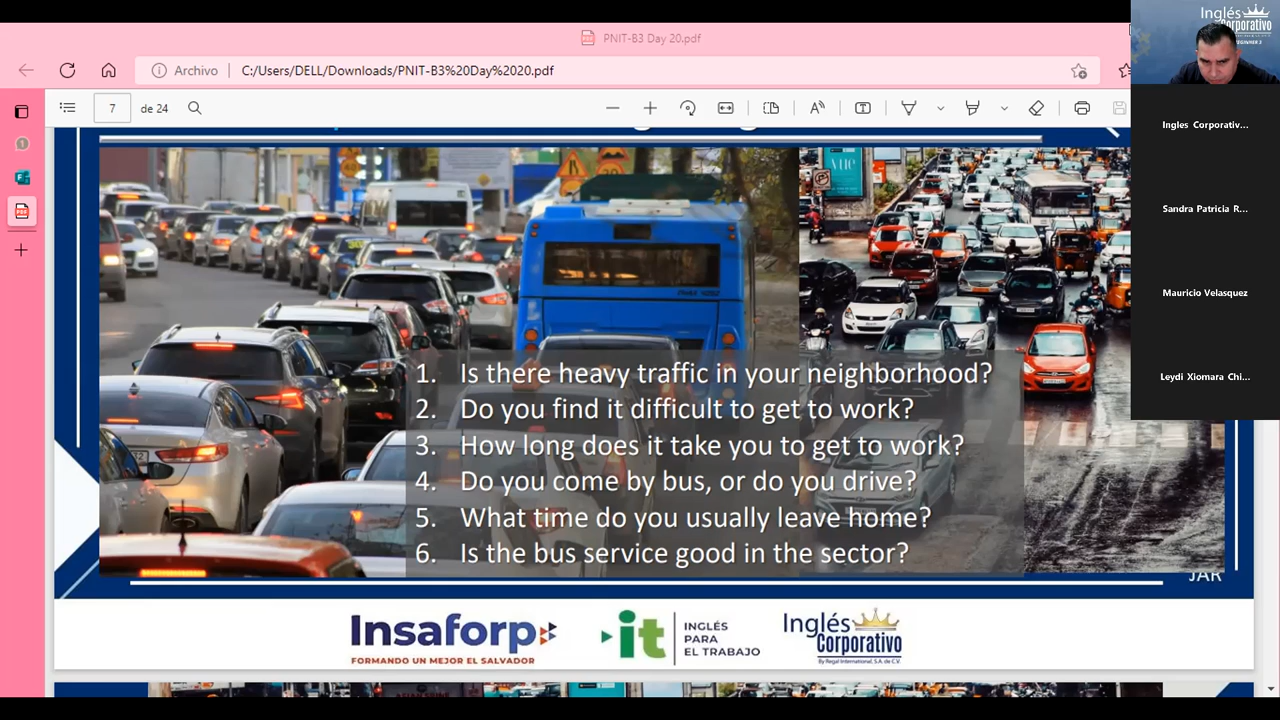 PNIT-B3 Day 20.pdf
Archivo
C:/Users/DELL/Downloads/PNIT-B3%20Day%2020.pdf
7
de 24
Inglés
Corporativo
Ingles Corporativ...
Sandra Patricia R...
Mauricio Velasquez
Leydi Xiomara Chi...
vue
1. Is there heavy traffic in your neighborhood?
2. Do you find it difficult to get to work?
3. How long does it take you to get to work?
4. Do you come by bus, or do you drive?
5. What time do you usually leave home?
6. Is the bus service good in the sector?
JAR
Insaforp
FORMANDO UN MEJOR EL SALVADOR
it
INGLÉS
PARA
EL TRABAJO
Inglés
Corporativo
By Regal International, S.A. de C.V.